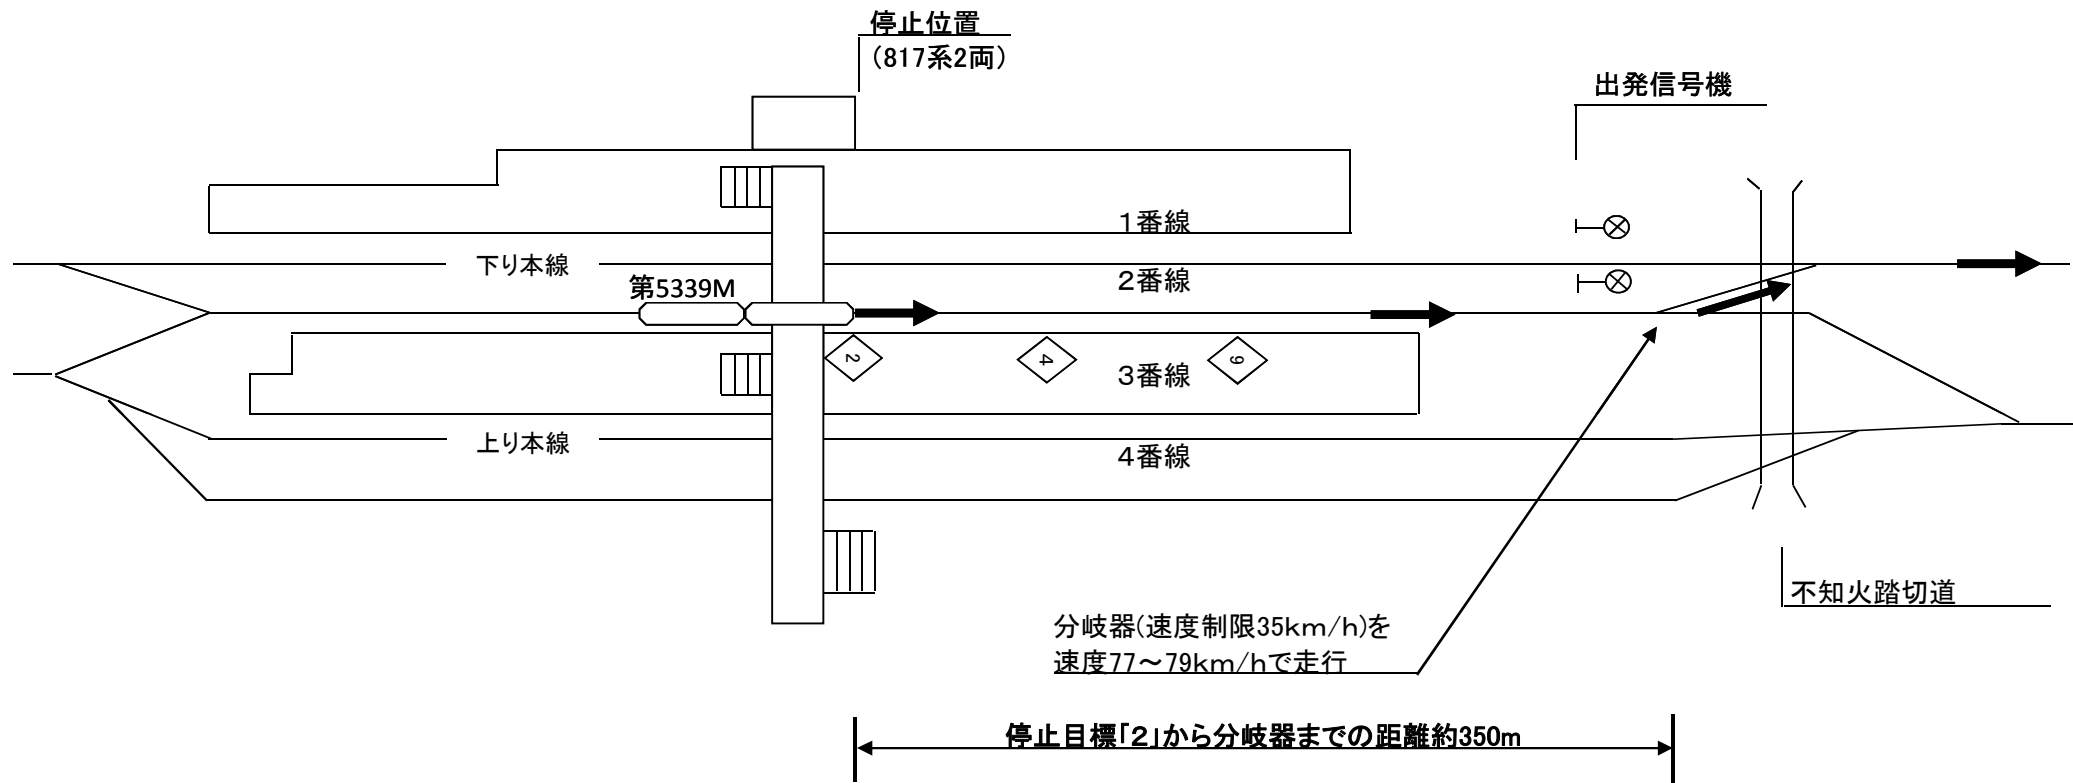 停止位置
（817系2両）
出発信号機
1番線
下り本線
2番線
第5339M
2
4
9
3番線
上り本線
4番線
不知火踏切道
分岐器(速度制限35km/h)を
速度77～79km/hで走行
停止目標「2」から分岐器までの距離約350m